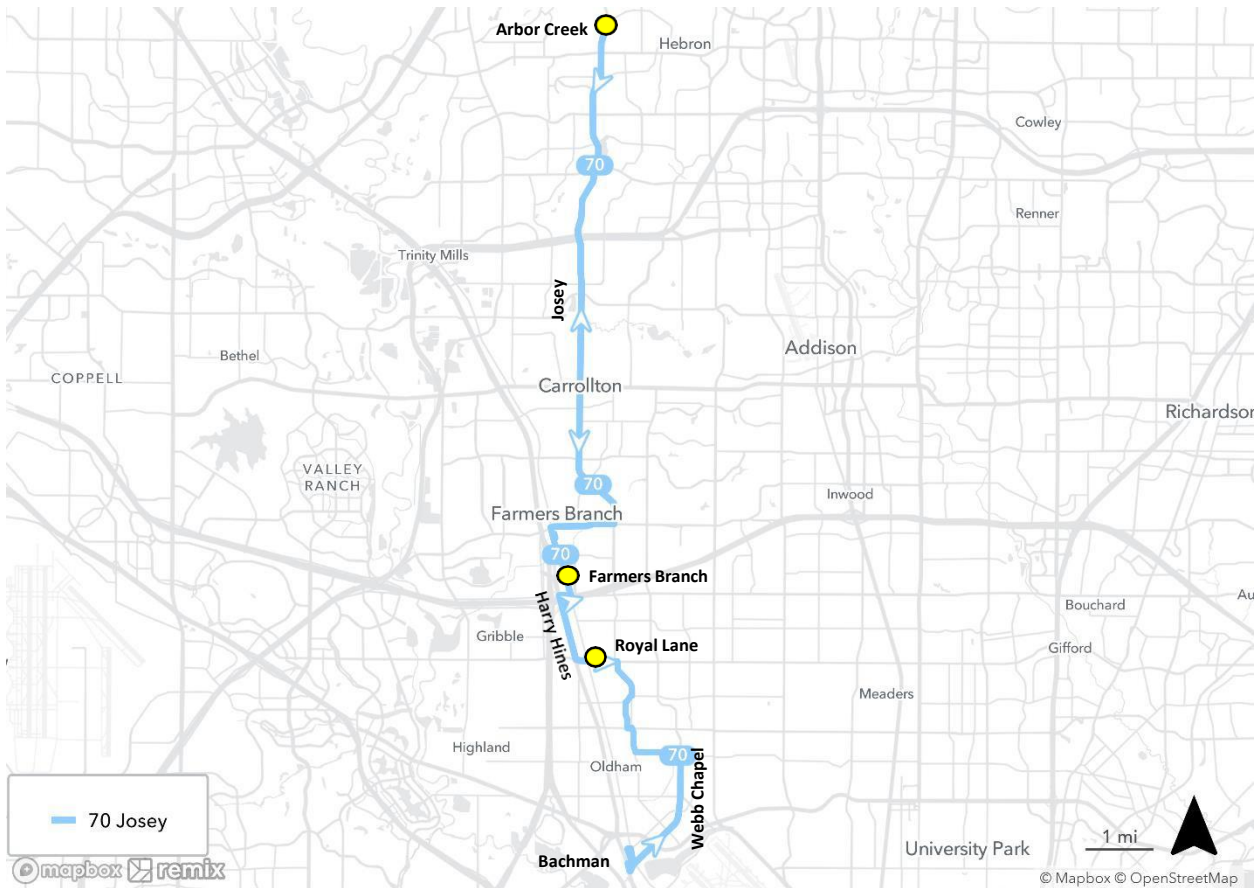 Arbor Creek
Hebron
Cowley
70
Renner
Trinity Mills
Josey
Addison
Bethel
COPPELL
Carrollton
Richardson
VALLEY
RANCH
70
Inwood
Farmers Branch
70
Farmers Branch
Harry Hines
Bouchard
Au
Gribble
Royal Lane
Gifford
Meaders
Highland
70
Oldham
Webb Chapel
70 Josey
1 mi
University Park
Bachman
mapbox remix
© Mapbox © OpenStreetMap